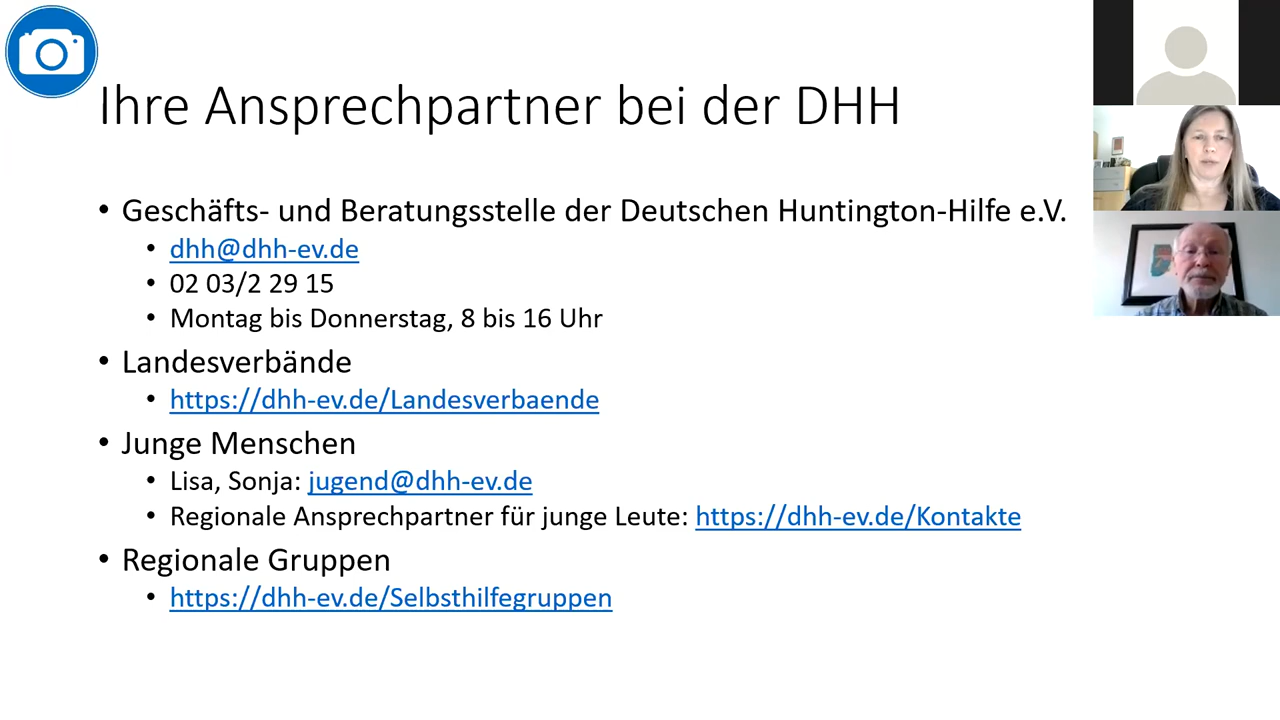 Ihre Ansprechpartner bei der DHH
• Geschäfts- und Beratungsstelle der Deutschen Huntington-Hilfe e.V.
• dhh@dhh-ev.de
• 02 03/2 29 15
• Montag bis Donnerstag, 8 bis 16 Uhr
• Landesverbände
• https://dhh-ev.de/Landesverbaende
• Junge Menschen
• Lisa, Sonja: jugend@dhh-ev.de
• Regionale Ansprechpartner für junge Leute: https://dhh-ev.de/Kontakte
• Regionale Gruppen
• https://dhh-ev.de/Selbsthilfegruppen